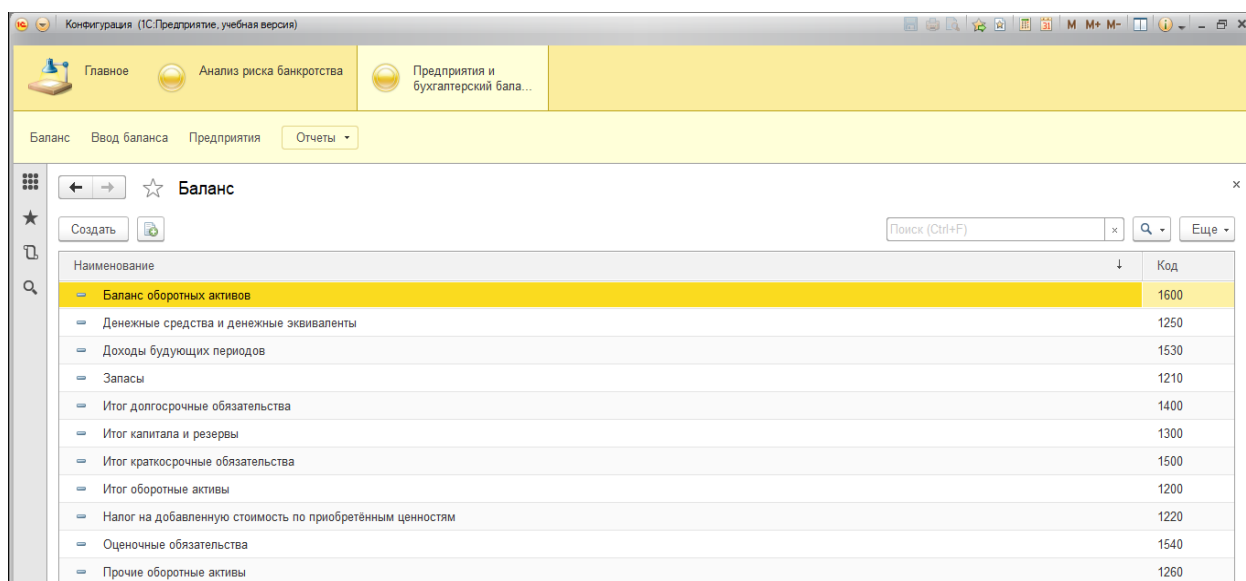 Конфигурация (1С:Предприятие, учебная версия)
M M+ M-
Главное
Анализ риска банкротства
Предприятия и
бухгалтерский бала...
Баланс Ввод баланса Предприятия Отчеты
Баланс
Создать
Поиск (Ctrl+F)
Еще
Наименование Код
Баланс оборотных активов 1600
Денежные средства и денежные эквиваленты 1250
Доходы будующих периодов 1530
Запасы 1210
Итог долгосрочные обязательства 1400
Итог капитала и резервы 1300
Итог краткосрочные обязательства 1500
Итог оборотные активы 1200
Налог на добавленную стоимость по приобретённым ценностям 1220
Оценочные обязательства 1540
Прочие оборотные активы 1260